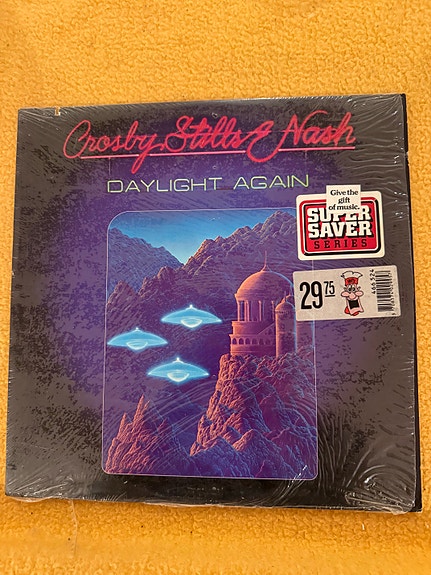 Crosby, Stills & Nash
DAYLIGHT AGAIN
Give the
gift
of music.
SUPER
SAVER
SERIES
29 75